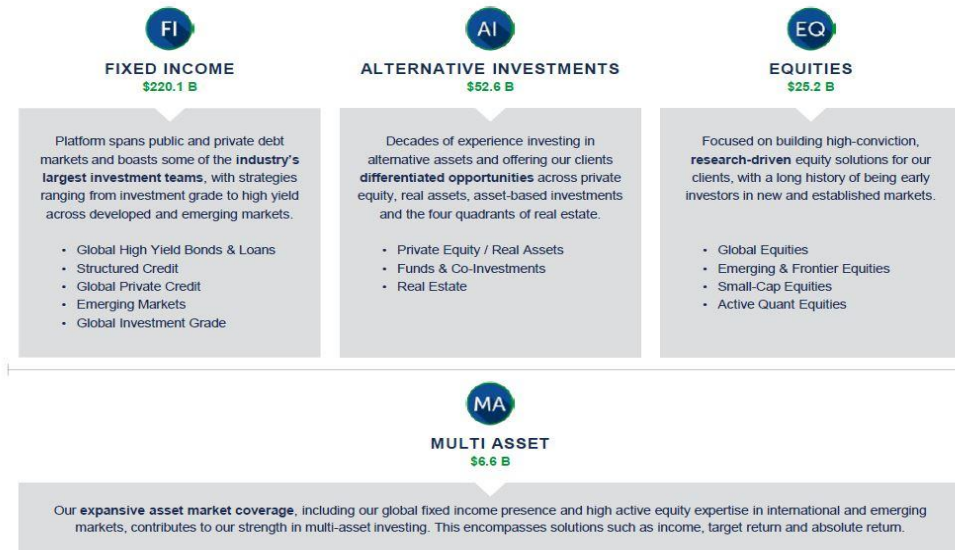 FI
FIXED INCOME
$220.1 B
Platform spans public and private debt
markets and boasts some of the industry's
largest investment teams, with strategies
ranging from investment grade to high yield
across developed and emerging markets.
• Global High Yield Bonds & Loans
• Structured Credit
• Global Private Credit
• Emerging Markets
• Global Investment Grade
AI
ALTERNATIVE INVESTMENTS
$52.6 B
Decades of experience investing in
alternative assets and offering our clients
differentiated opportunities across private
equity, real assets, asset-based investments
and the four quadrants of real estate.
• Private Equity / Real Assets
• Funds & Co-Investments
• Real Estate
EQ
EQUITIES
$25.2 B
Focused on building high-conviction,
research-driven equity solutions for our
clients, with a long history of being early
investors in new and established markets.
• Global Equities
• Emerging & Frontier Equities
• Small-Cap Equities
• Active Quant Equities
MA
MULTI ASSET
$6.6 B
Our expansive asset market coverage, including our global fixed income presence and high active equity expertise in international and emerging
markets, contributes to our strength in multi-asset investing. This encompasses solutions such as income, target return and absolute return.